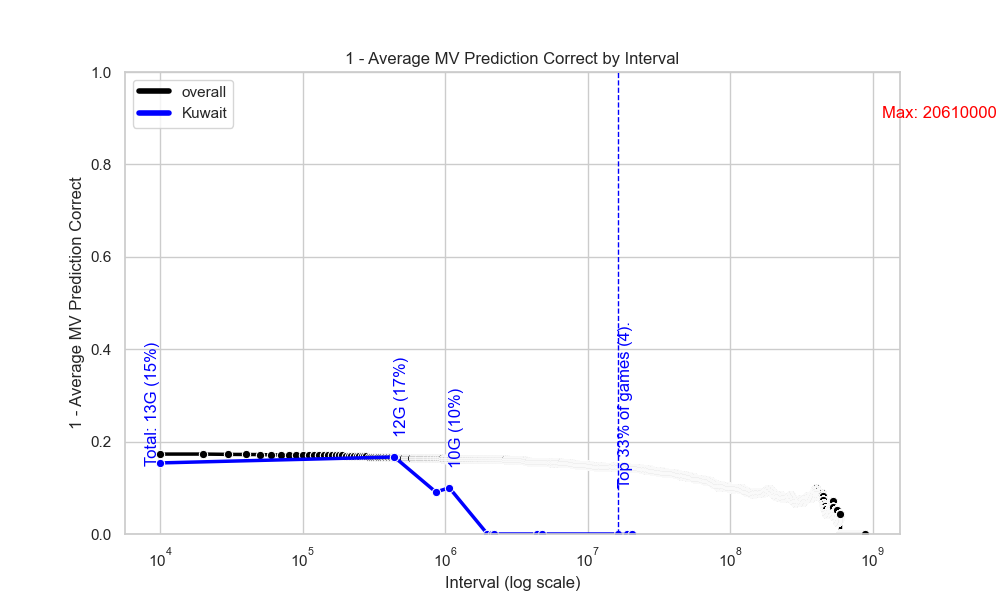 1 - Average MV Prediction Correct by Interval
overall
Kuwait
Max: 20610000
1 - Average MV Prediction Correct
1.0
0.8
0.6
0.4
0.2
0.0
Total: 13G (15%)
12G (17%)
10G (10%)
Top 33% of games (4).
10^4
10^5
10^6
10^7
10^8
10^9
Interval (log scale)